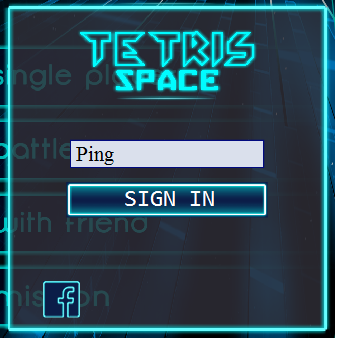 TETRIS
SPACE
single pl
battle
Ping
SIGN IN
with friend
mission